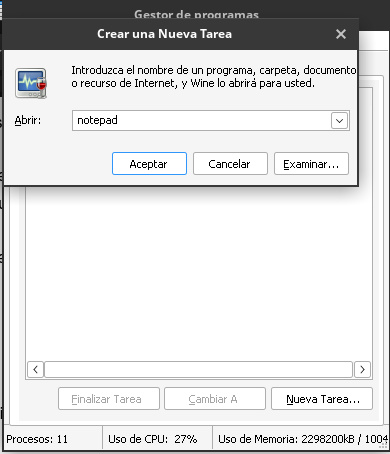 Gestor de programas
Crear una Nueva Tarea
Introduzca el nombre de un programa, carpeta, documento
o recurso de Internet, y Wine lo abrirá para usted.
Abrir:
notepad
Aceptar
Cancelar
Examinar...
Finalizar Tarea
Cambiar A
Nueva Tarea...
Procesos: 11
Uso de CPU: 27%
Uso de Memoria: 2298200kB / 1004